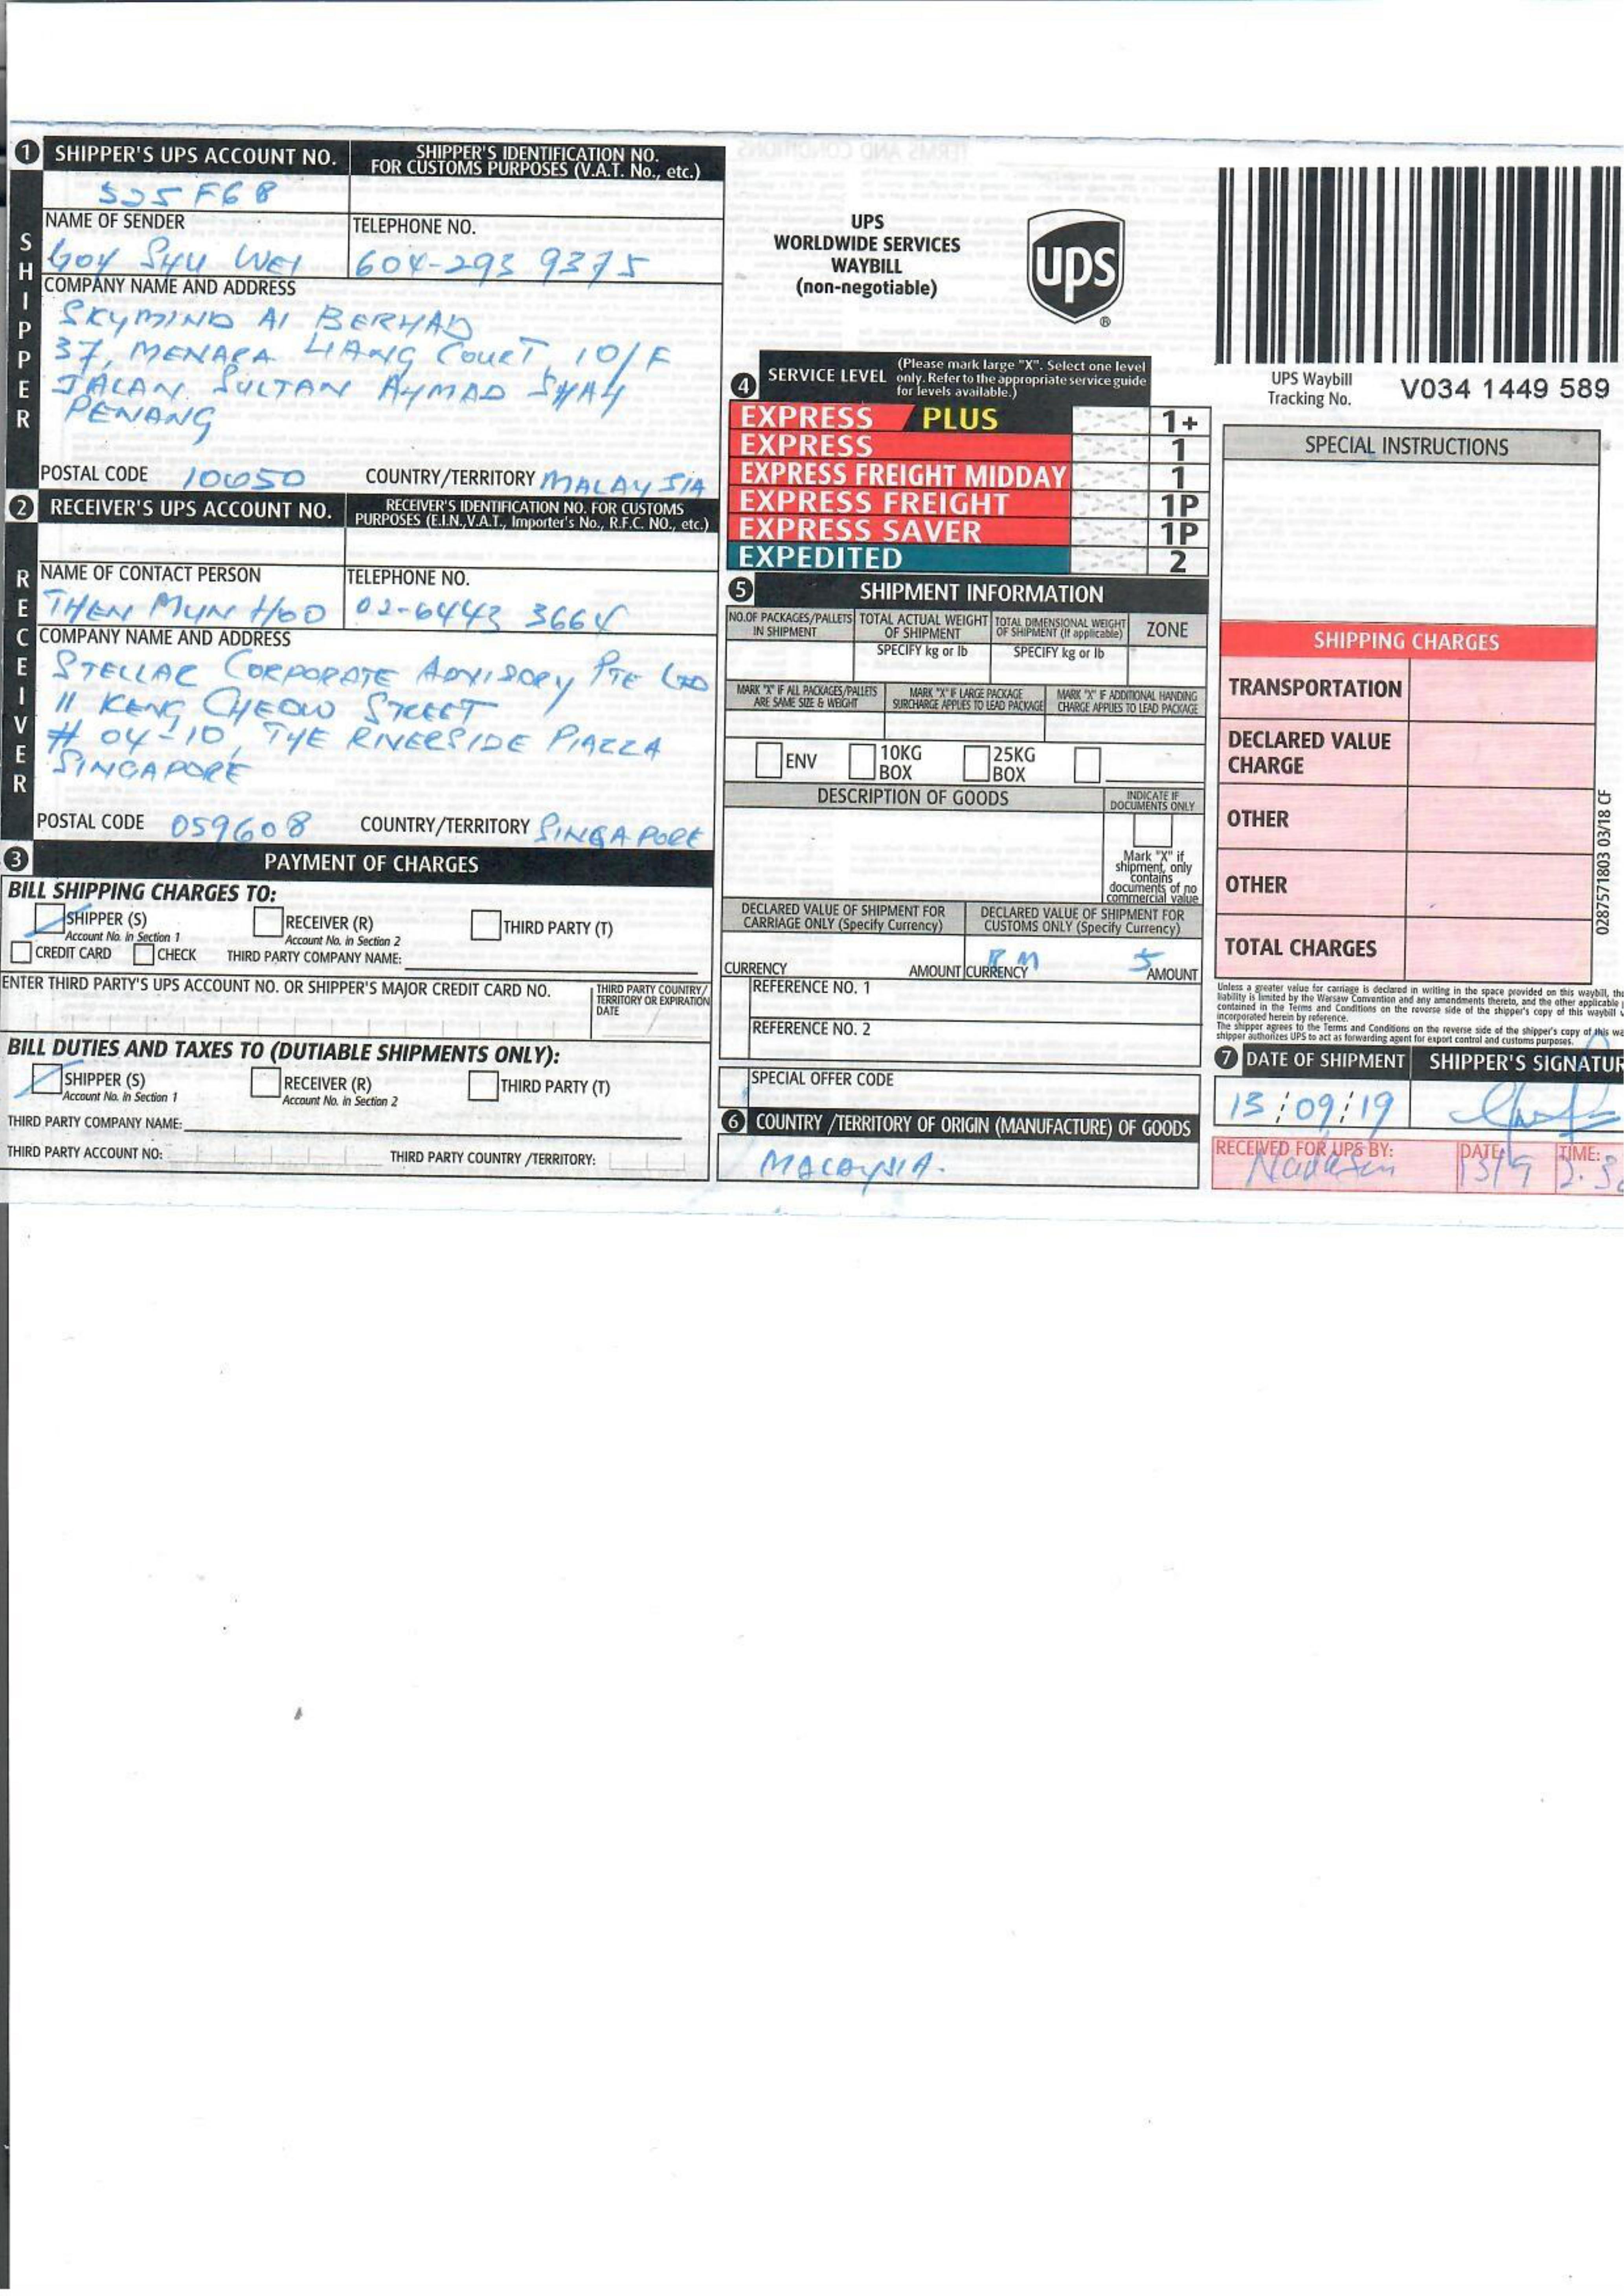 TERMS AND CONDITIONS
1 SHIPPER'S UPS ACCOUNT NO.
SHIPPER'S IDENTIFICATION NO.
FOR CUSTOMS PURPOSES (V.A.T. No., etc.)
525F68
SHIPPER
NAME OF SENDER
GOY SHU WEI
TELEPHONE NO.
604-293 9375
COMPANY NAME AND ADDRESS
SKYMIND AI BERHAD
37, MENARA LIANG COURT, 10/F
JALAN SULTAN AHMAD SHAH
PENANG
POSTAL CODE 10050
COUNTRY/TERRITORY MALAYSIA
2 RECEIVER'S UPS ACCOUNT NO.
RECEIVER'S IDENTIFICATION NO. FOR CUSTOMS
PURPOSES (E.I.N.,V.A.T., Importer's No., R.F.C. NO., etc.)
RECEIVER
NAME OF CONTACT PERSON
THEN MYN HOO
TELEPHONE NO.
02-6443 3664
COMPANY NAME AND ADDRESS
STELLAR CORPORATE ADVISORY PTE LTD
11 KENG CHEOW STREET
# 04-10, THE RIVERSIDE PIAZZA
SINGAPORE
POSTAL CODE 059608
COUNTRY/TERRITORY SINGAPORE
3 PAYMENT OF CHARGES
BILL SHIPPING CHARGES TO:
SHIPPER (S)
Account No. in Section 1
RECEIVER (R)
Account No. in Section 2
THIRD PARTY (T)
CREDIT CARD
CHECK
THIRD PARTY COMPANY NAME:
ENTER THIRD PARTY'S UPS ACCOUNT NO. OR SHIPPER'S MAJOR CREDIT CARD NO.
THIRD PARTY COUNTRY/
TERRITORY OR EXPIRATION
DATE
BILL DUTIES AND TAXES TO (DUTIABLE SHIPMENTS ONLY):
SHIPPER (S)
Account No. in Section 1
RECEIVER (R)
Account No. in Section 2
THIRD PARTY (T)
THIRD PARTY COMPANY NAME:
THIRD PARTY ACCOUNT NO:
THIRD PARTY COUNTRY /TERRITORY:
UPS
WORLDWIDE SERVICES
WAYBILL
(non-negotiable)
ups
®
4 SERVICE LEVEL
(Please mark large "X". Select one level
only. Refer to the appropriate service guide
for levels available.)
EXPRESS PLUS 1+
EXPRESS 1
EXPRESS FREIGHT MIDDAY 1
EXPRESS FREIGHT 1P
EXPRESS SAVER 1P
EXPEDITED 2
5 SHIPMENT INFORMATION
NO.OF PACKAGES/PALLETS
IN SHIPMENT
TOTAL ACTUAL WEIGHT
OF SHIPMENT
SPECIFY kg or lb
TOTAL DIMENSIONAL WEIGHT
OF SHIPMENT (If applicable)
SPECIFY kg or lb
ZONE
MARK "X" IF ALL PACKAGES/PALLETS
ARE SAME SIZE & WEIGHT
MARK "X" IF LARGE PACKAGE
SURCHARGE APPLIES TO LEAD PACKAGE
MARK "X" IF ADDITIONAL HANDING
CHARGE APPLIES TO LEAD PACKAGE
ENV
10KG
BOX
25KG
BOX
DESCRIPTION OF GOODS
INDICATE IF
DOCUMENTS ONLY
Mark "X" if
shipment, only
contains
documents of no
commercial value
DECLARED VALUE OF SHIPMENT FOR
CARRIAGE ONLY (Specify Currency)
DECLARED VALUE OF SHIPMENT FOR
CUSTOMS ONLY (Specify Currency)
CURRENCY AMOUNT
RM 5
CURRENCY AMOUNT
REFERENCE NO. 1
REFERENCE NO. 2
SPECIAL OFFER CODE
6 COUNTRY /TERRITORY OF ORIGIN (MANUFACTURE) OF GOODS
MALAYSIA.
UPS Waybill
Tracking No.
V034 1449 589
SPECIAL INSTRUCTIONS
SHIPPING CHARGES
TRANSPORTATION
DECLARED VALUE
CHARGE
OTHER
OTHER
TOTAL CHARGES
0287571803 03/18 CF
Unless a greater value for carriage is declared in writing in the space provided on this waybill, the
liability is limited by the Warsaw Convention and any amendments thereto, and the other applicable
contained in the Terms and Conditions on the reverse side of the shipper's copy of this waybill
incorporated herein by reference.
The shipper agrees to the Terms and Conditions on the reverse side of the shipper's copy of this
shipper authorizes UPS to act as forwarding agent for export control and customs purposes.
7 DATE OF SHIPMENT
SHIPPER'S SIGNATUR
13/09/19
RECEIVED FOR UPS BY:
DATE:
13/9
TIME: